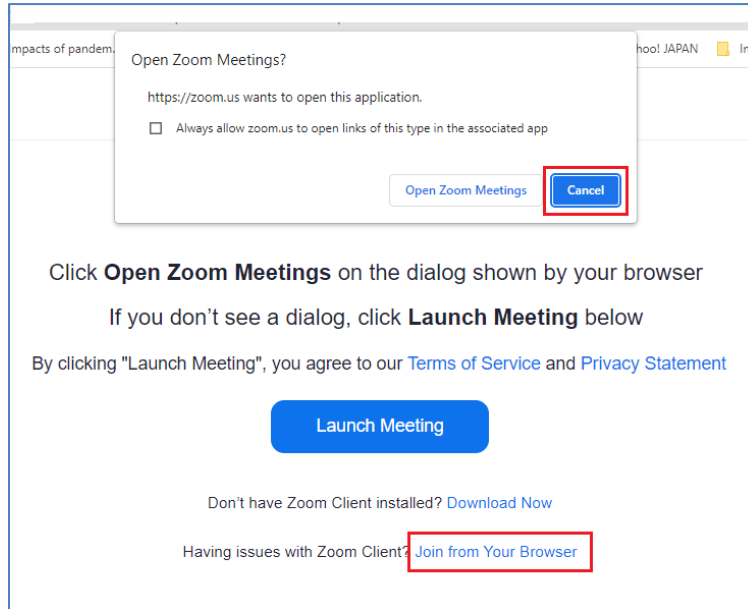 mpacts of pandem.
hoo! JAPAN
In
Open Zoom Meetings?
https://zoom.us wants to open this application.
Always allow zoom.us to open links of this type in the associated app
Open Zoom Meetings
Cancel
Click Open Zoom Meetings on the dialog shown by your browser
If you don’t see a dialog, click Launch Meeting below
By clicking "Launch Meeting", you agree to our Terms of Service and Privacy Statement
Launch Meeting
Don’t have Zoom Client installed? Download Now
Having issues with Zoom Client? Join from Your Browser